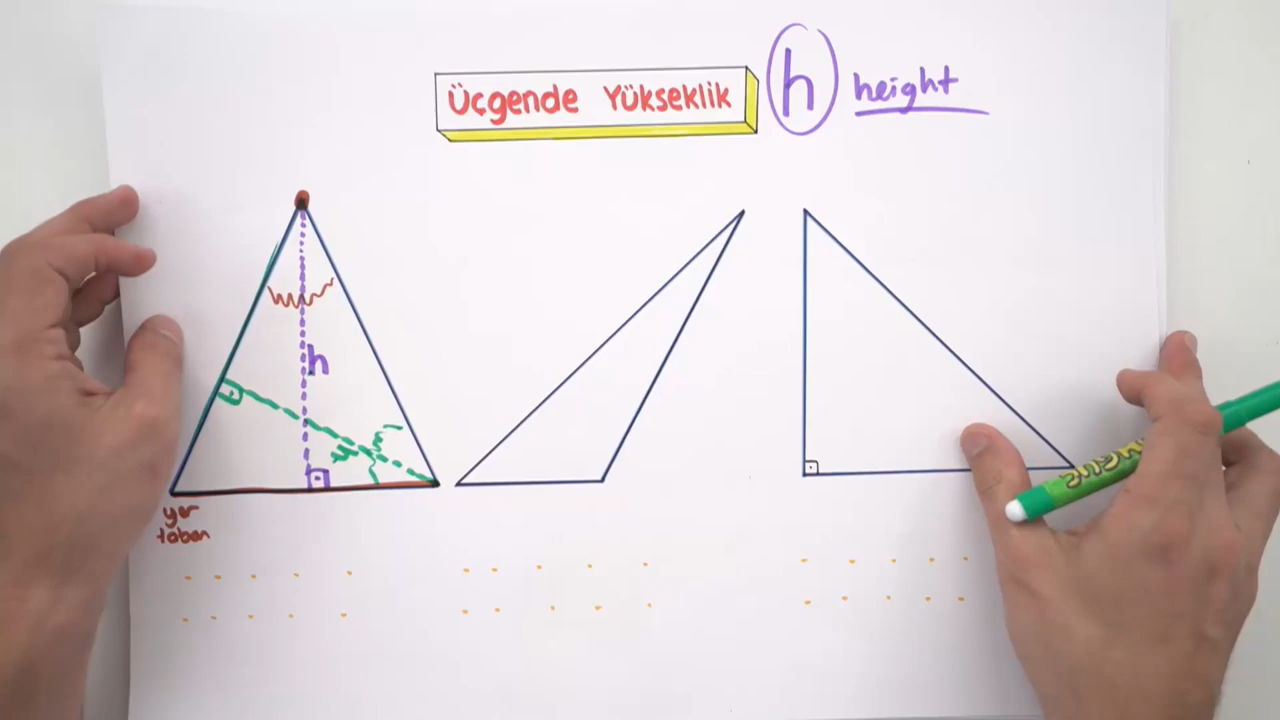 Üçgende Yükseklik
h height
h
yer
taban